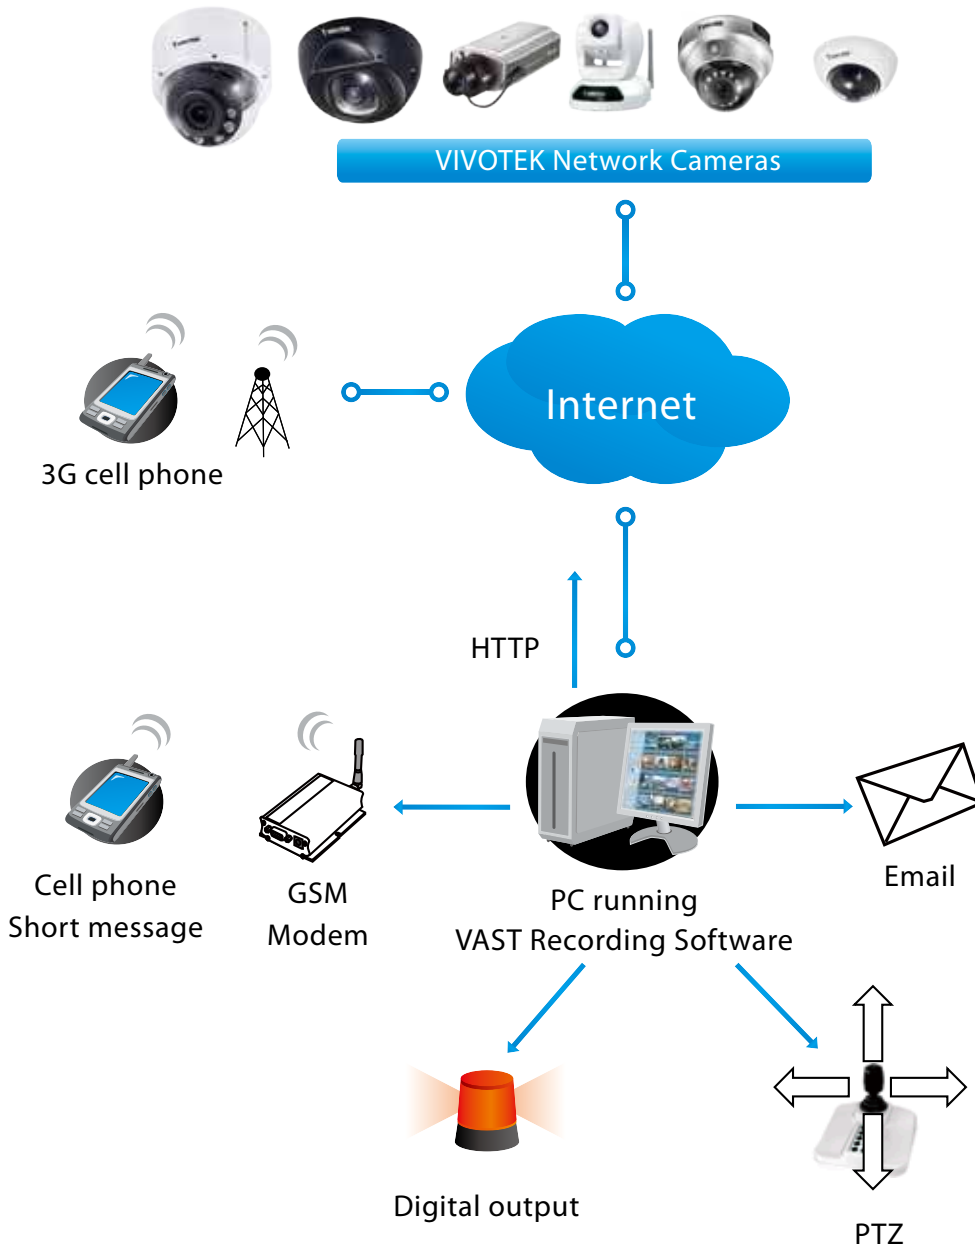 VIVOTEK Network Cameras
Internet
3G cell phone
HTTP
Cell phone
Short message
GSM
Modem
PC running
VAST Recording Software
Email
Digital output
PTZ